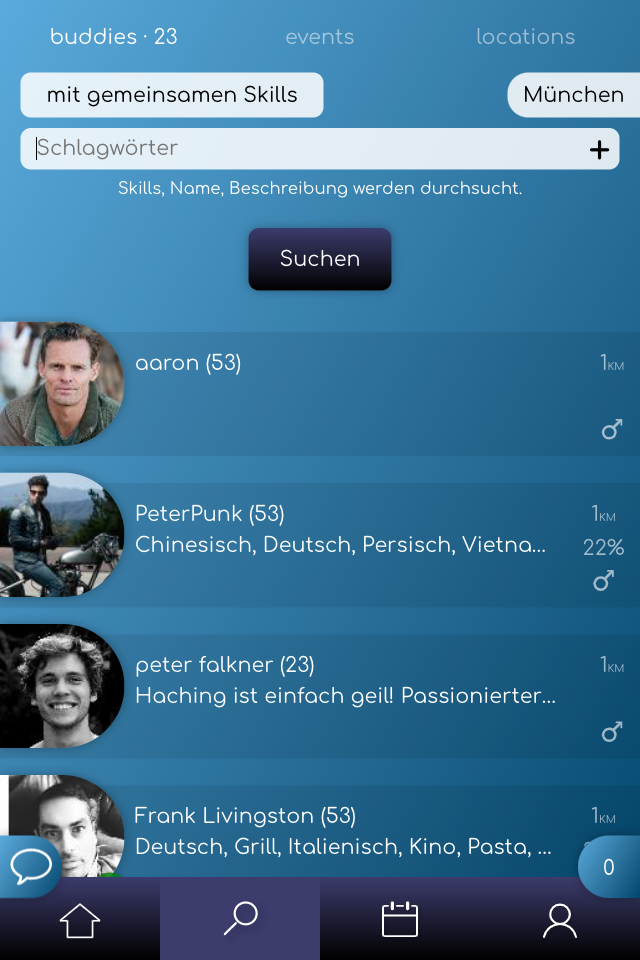 buddies · 23 events locations
mit gemeinsamen Skills München
Schlagwörter
Skills, Name, Beschreibung werden durchsucht.
Suchen
aaron (53) 1KM
PeterPunk (53) 1KM
Chinesisch, Deutsch, Persisch, Vietna... 22%
peter falkner (23) 1KM
Haching ist einfach geil! Passionierter...
Frank Livingston (53) 1KM
Deutsch, Grill, Italienisch, Kino, Pasta, ...
0